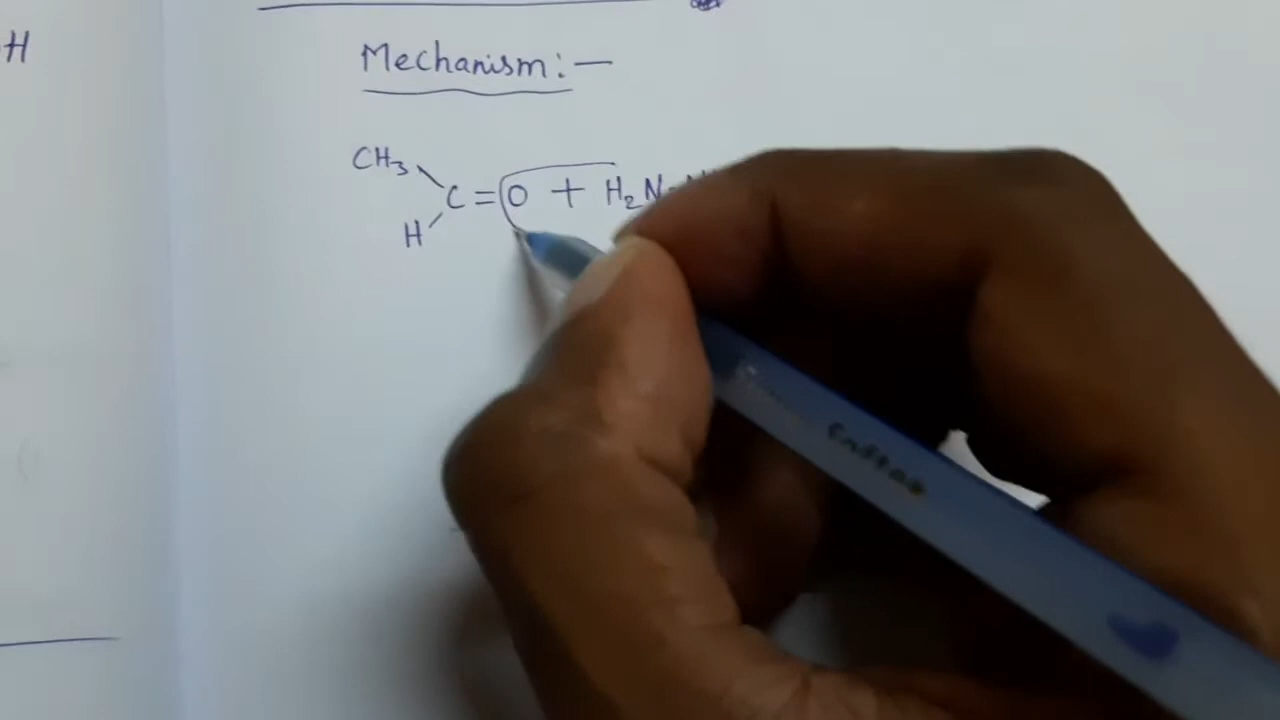 H
Mechanism:—
CH3
C=O + H2N-N
H